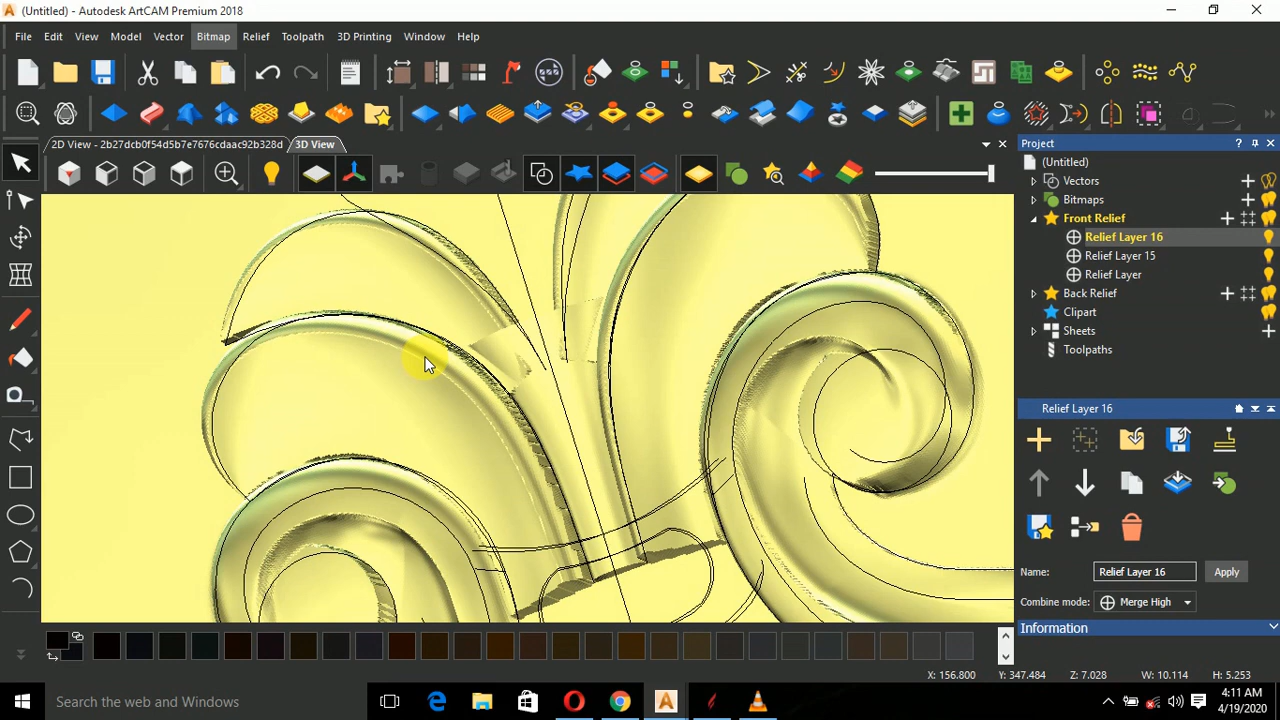 (Untitled) - Autodesk ArtCAM Premium 2018
File Edit View Model Vector Bitmap Relief Toolpath 3D Printing Window Help
2D View - 2b27dcb0f54d5b7e7676cdaac92b328d 3D View
Project
(Untitled)
Vectors
Bitmaps
Front Relief
Relief Layer 16
Relief Layer 15
Relief Layer
Back Relief
Clipart
Sheets
Toolpaths
Relief Layer 16
Name: Relief Layer 16 Apply
Combine mode: Merge High
Information
X: 156.800 Y: 347.484 Z: 7.028 W: 10.114 H: 5.253
Search the web and Windows
4:11 AM
4/19/2020